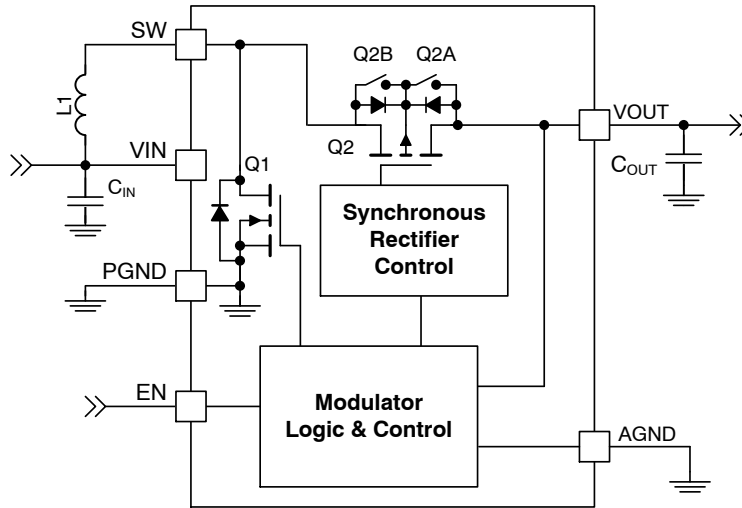 SW
Q2B Q2A
L1
VOUT
VIN
Q1
Q2
CIN
COUT
Synchronous
Rectifier
Control
PGND
EN
Modulator
Logic & Control
AGND